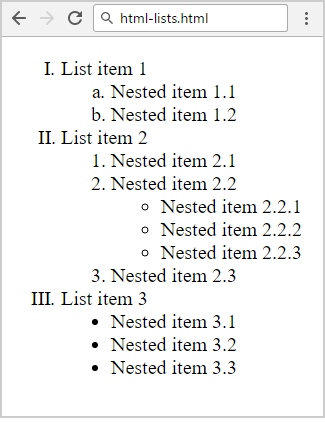 html-lists.html
I. List item 1
a. Nested item 1.1
b. Nested item 1.2
II. List item 2
1. Nested item 2.1
2. Nested item 2.2
◦ Nested item 2.2.1
◦ Nested item 2.2.2
◦ Nested item 2.2.3
3. Nested item 2.3
III. List item 3
• Nested item 3.1
• Nested item 3.2
• Nested item 3.3